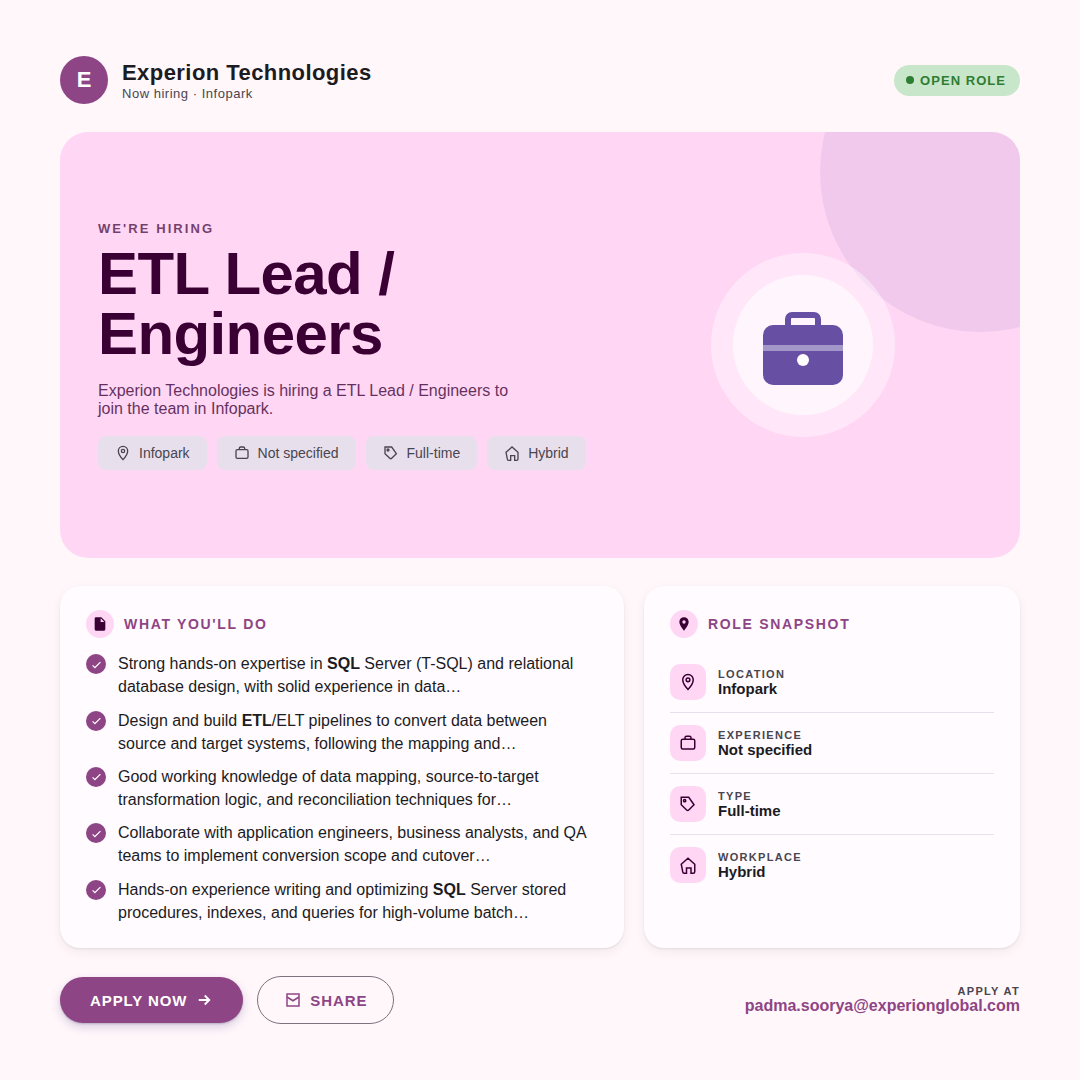 E
Experion Technologies
Now hiring · Infopark
OPEN ROLE
WE'RE HIRING
ETL Lead /
Engineers
Experion Technologies is hiring a ETL Lead / Engineers to
join the team in Infopark.
Infopark
Not specified
Full-time
Hybrid
WHAT YOU'LL DO
Strong hands-on expertise in SQL Server (T-SQL) and relational
database design, with solid experience in data…
Design and build ETL/ELT pipelines to convert data between
source and target systems, following the mapping and…
Good working knowledge of data mapping, source-to-target
transformation logic, and reconciliation techniques for…
Collaborate with application engineers, business analysts, and QA
teams to implement conversion scope and cutover…
Hands-on experience writing and optimizing SQL Server stored
procedures, indexes, and queries for high-volume batch…
ROLE SNAPSHOT
LOCATION
Infopark
EXPERIENCE
Not specified
TYPE
Full-time
WORKPLACE
Hybrid
APPLY NOW
SHARE
APPLY AT
padma.soorya@experionglobal.com